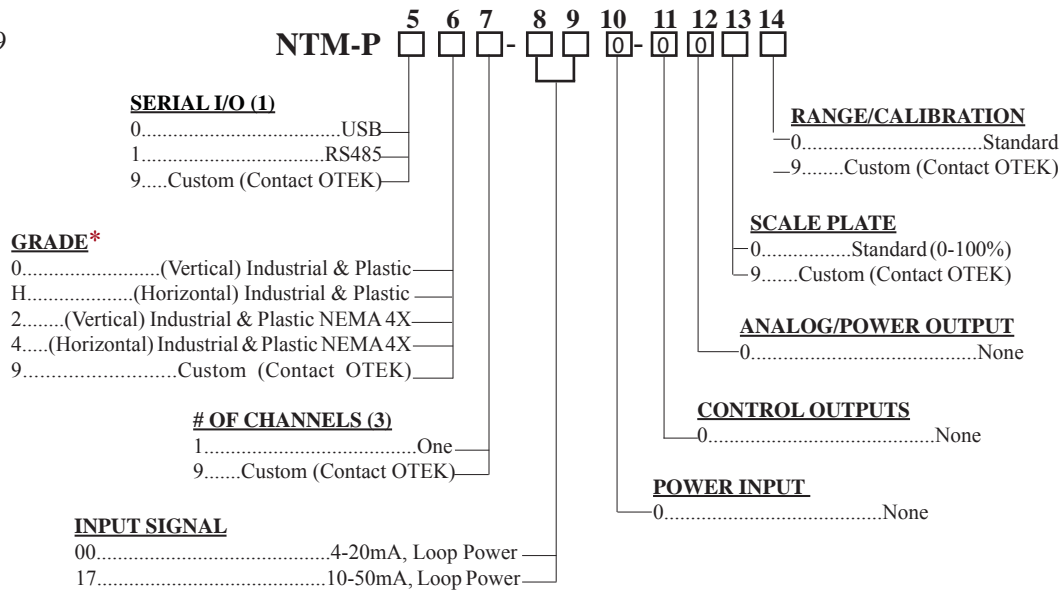 9
5 6 7 8 9 10 11 12 13 14
NTM-P - 0 - 0 0
SERIAL I/O (1)
0......................................USB
1....................................RS485
9.....Custom (Contact OTEK)
RANGE/CALIBRATION
0................................Standard
9........Custom (Contact OTEK)
GRADE*
0.......................(Vertical) Industrial & Plastic
H...................(Horizontal) Industrial & Plastic
2........(Vertical) Industrial & Plastic NEMA 4X
4.....(Horizontal) Industrial & Plastic NEMA 4X
9..........................Custom (Contact OTEK)
SCALE PLATE
0...............Standard (0-100%)
9........Custom (Contact OTEK)
ANALOG/POWER OUTPUT
0.......................................None
# OF CHANNELS (3)
1.....................................One
9.......Custom (Contact OTEK)
CONTROL OUTPUTS
0.......................................None
POWER INPUT
0.....................................None
INPUT SIGNAL
00.......................................4-20mA, Loop Power
17......................................10-50mA, Loop Power